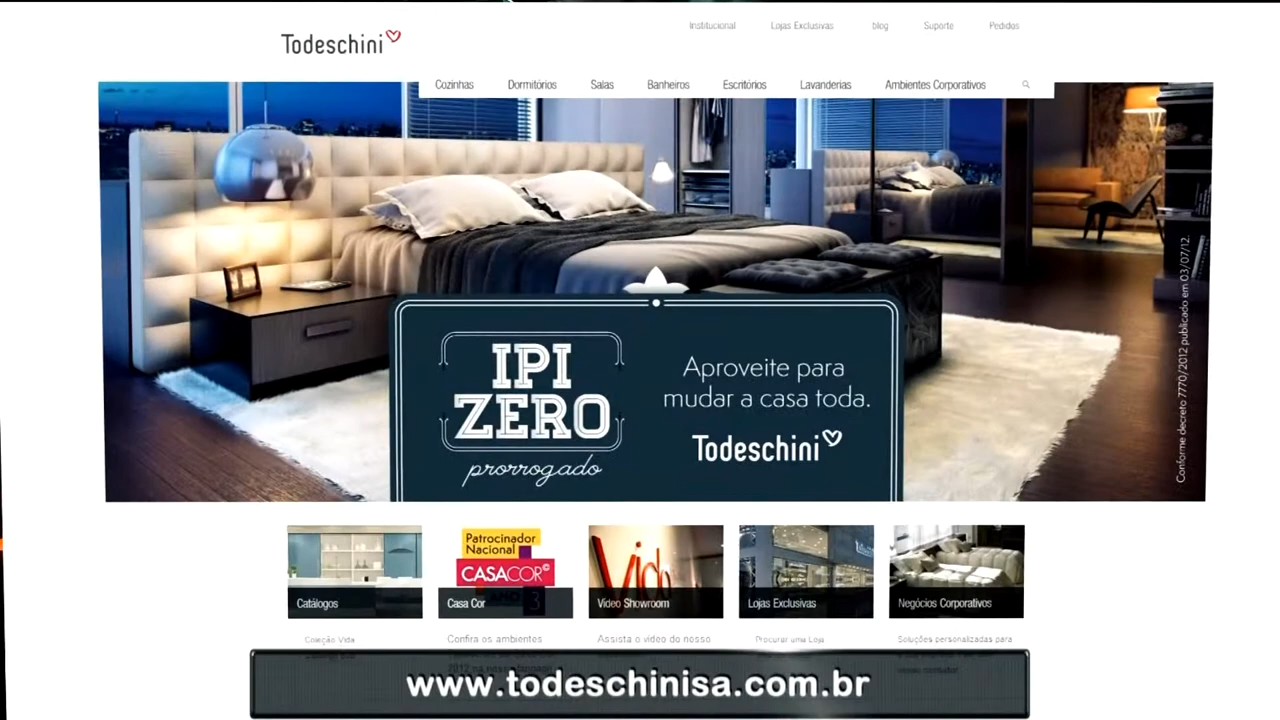 Institucional Lojas Exclusivas blog Suporte Pedidos
Todeschini
Cozinhas Dormitórios Salas Banheiros Escritórios Lavanderias Ambientes Corporativos
IPI
ZERO
prorrogado
Aproveite para
mudar a casa toda.
Todeschini
Conforme decreto 7770/2012 publicado em 03/07/12.
Patrocinador
Nacional
CASACOR
Vida
Catálogos Casa Cor Vídeo Showroom Lojas Exclusivas Negócios Corporativos
Coleção Vida Confira os ambientes Assista o vídeo do nosso Procurar uma Loja Soluções personalizadas para
www.todeschinisa.com.br